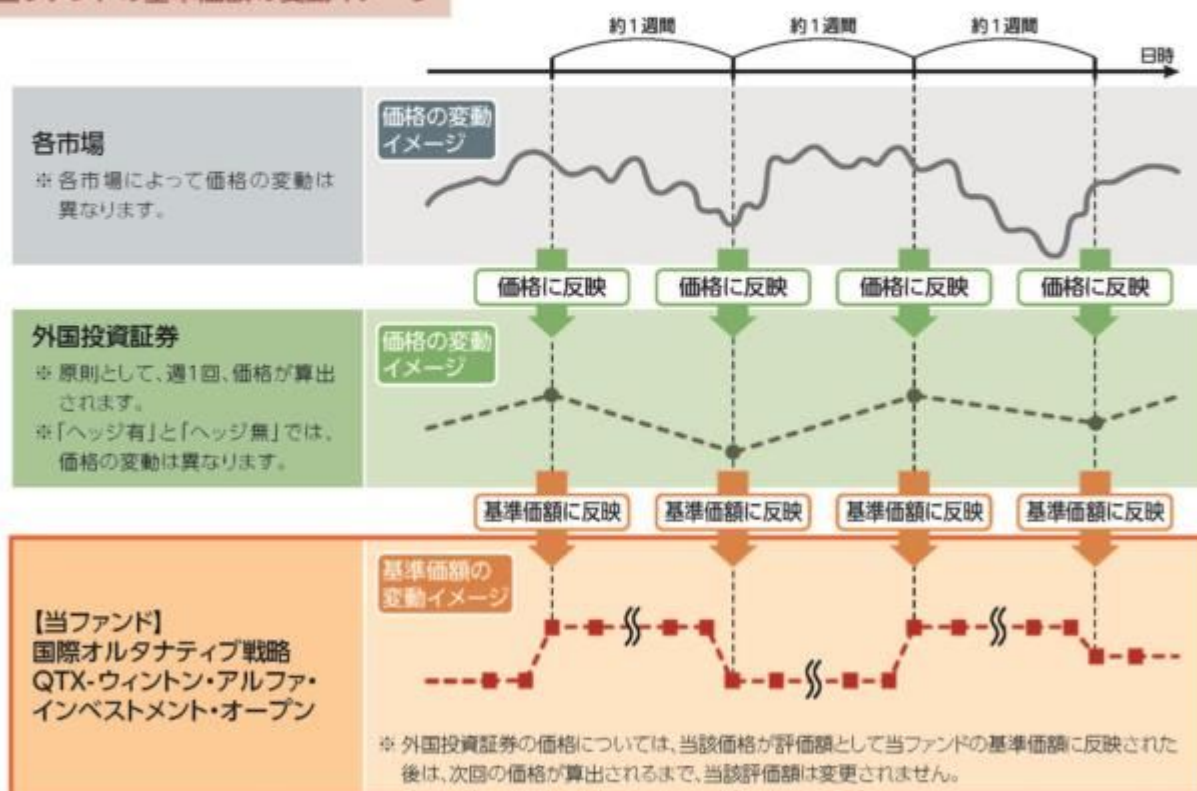 約1週間
約1週間
約1週間
日時
各市場
※ 各市場によって価格の変動は
異なります。
価格の変動
イメージ
価格に反映
価格に反映
価格に反映
価格に反映
外国投資証券
※ 原則として、週1回、価格が算出
されます。
※「ヘッジ有」と「ヘッジ無」では、
価格の変動は異なります。
価格の変動
イメージ
基準価額に反映
基準価額に反映
基準価額に反映
基準価額に反映
【当ファンド】
国際オルタナティブ戦略
QTX-ウィントン・アルファ・
インベストメント・オープン
基準価額の
変動イメージ
※ 外国投資証券の価格については、当該価格が評価額として当ファンドの基準価額に反映された
後は、次回の価格が算出されるまで、当該評価額は変更されません。